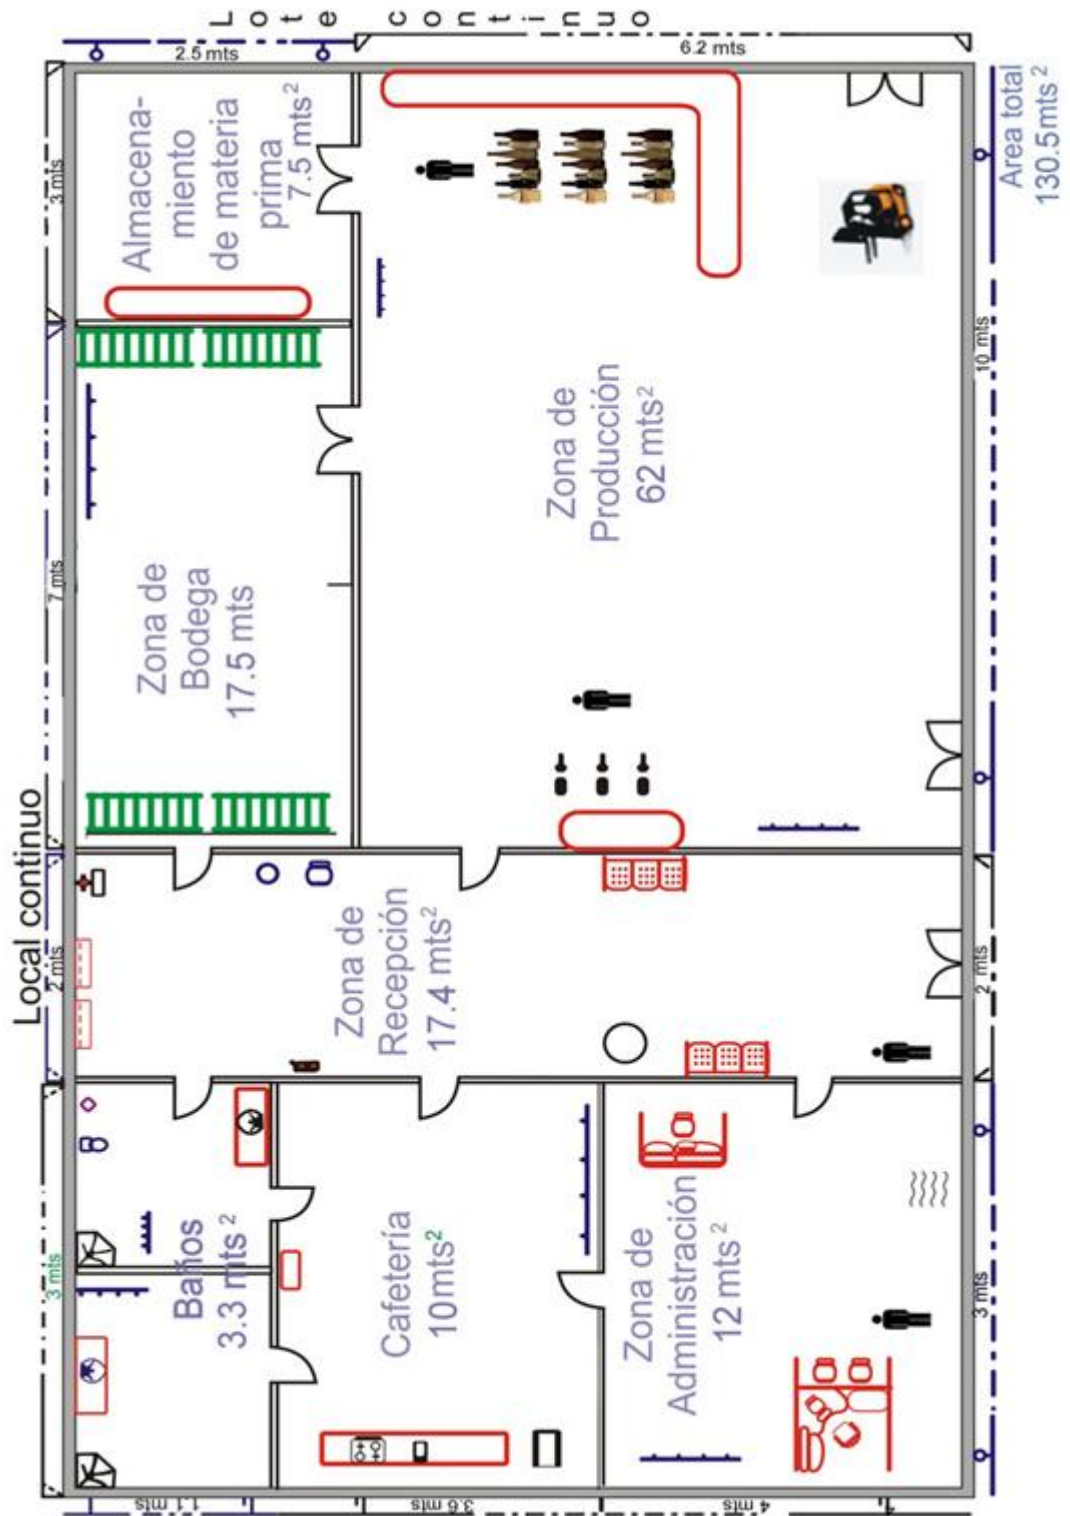 Lote continuo
2.5 mts
6.2 mts
Almacena-
miento
de materia
prima
7.5 mts²
3 mts
Area total
130.5mts²
10 mts
Zona de
Producción
62 mts²
7 mts
Zona de
Bodega
17.5 mts
Local continuo
2 mts
Zona de
Recepción
17.4 mts²
2 mts
3 mts
Baños
3.3 mts²
Cafetería
10mts²
Zona de
Administración
12 mts²
3 mts
1.1 mts
3.6 mts
4 mts